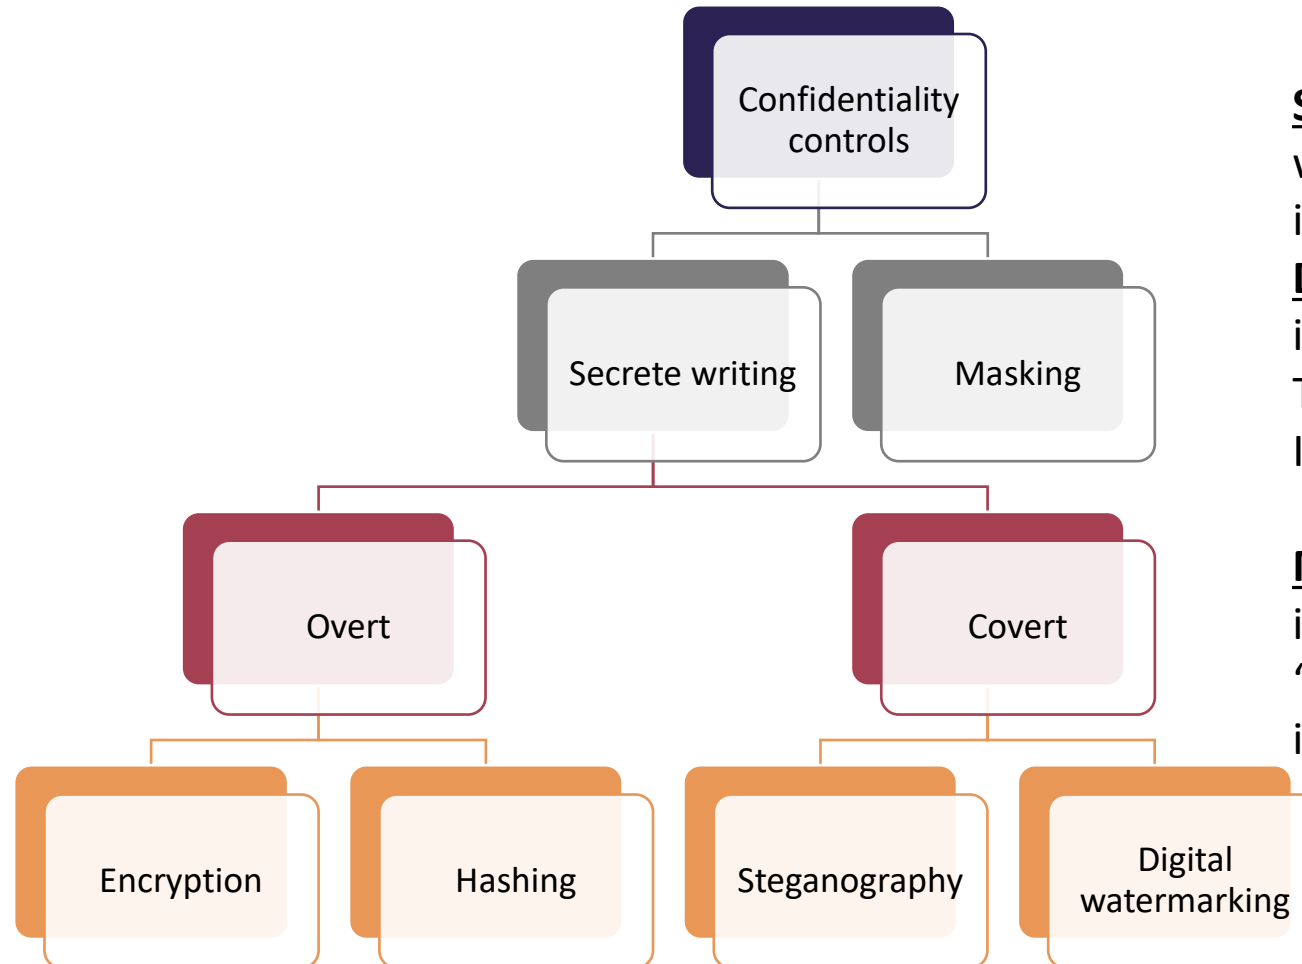 Confidentiality
controls
Secrete writing
Masking
Overt
Covert
Encryption
Hashing
Steganography
Digital
watermarking